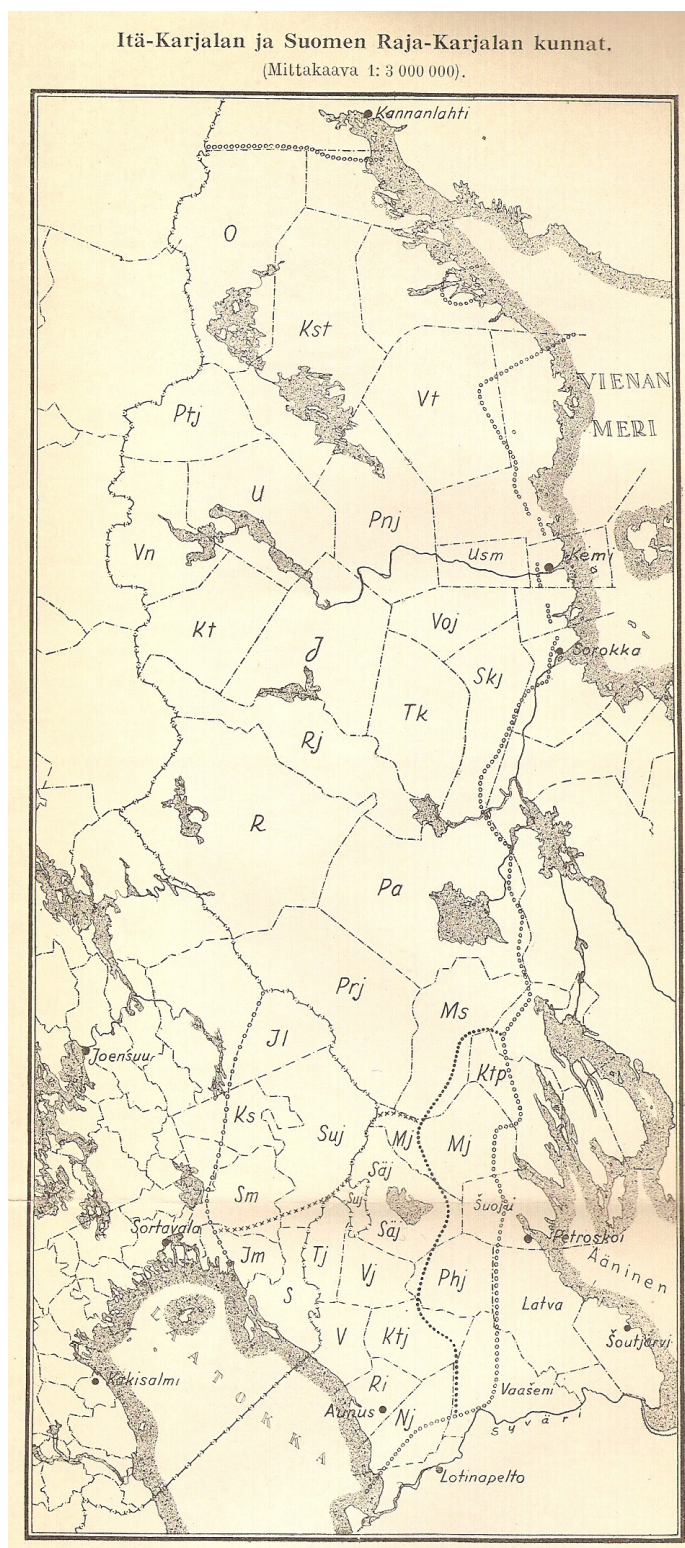 Itä-Karjalan ja Suomen Raja-Karjalan kunnat.
(Mittakaava 1: 3 000 000).
Kannanlahti
O
Kst
VIENAN
MERI
Ptj
Vt
U
Pnj
Vn
Usm
Kemi
Kt
Voj
J
Sorokka
Skj
Tk
Rj
R
Pa
Prj
Ms
Jl
Joensuu
Ktp
Ks
Suj
Mj
Mj
Säj
Sm
Suj
Šuoju
Säj
Sortavala
Petroskoi
Jm
Tj
Ääninen
Vj
Phj
S
Latva
LAATOKKA
V
Ktj
Šoutjärvi
Käkisalmi
Ri
Vaašeni
Aunus
Nj
Syväri
Lotinapelto